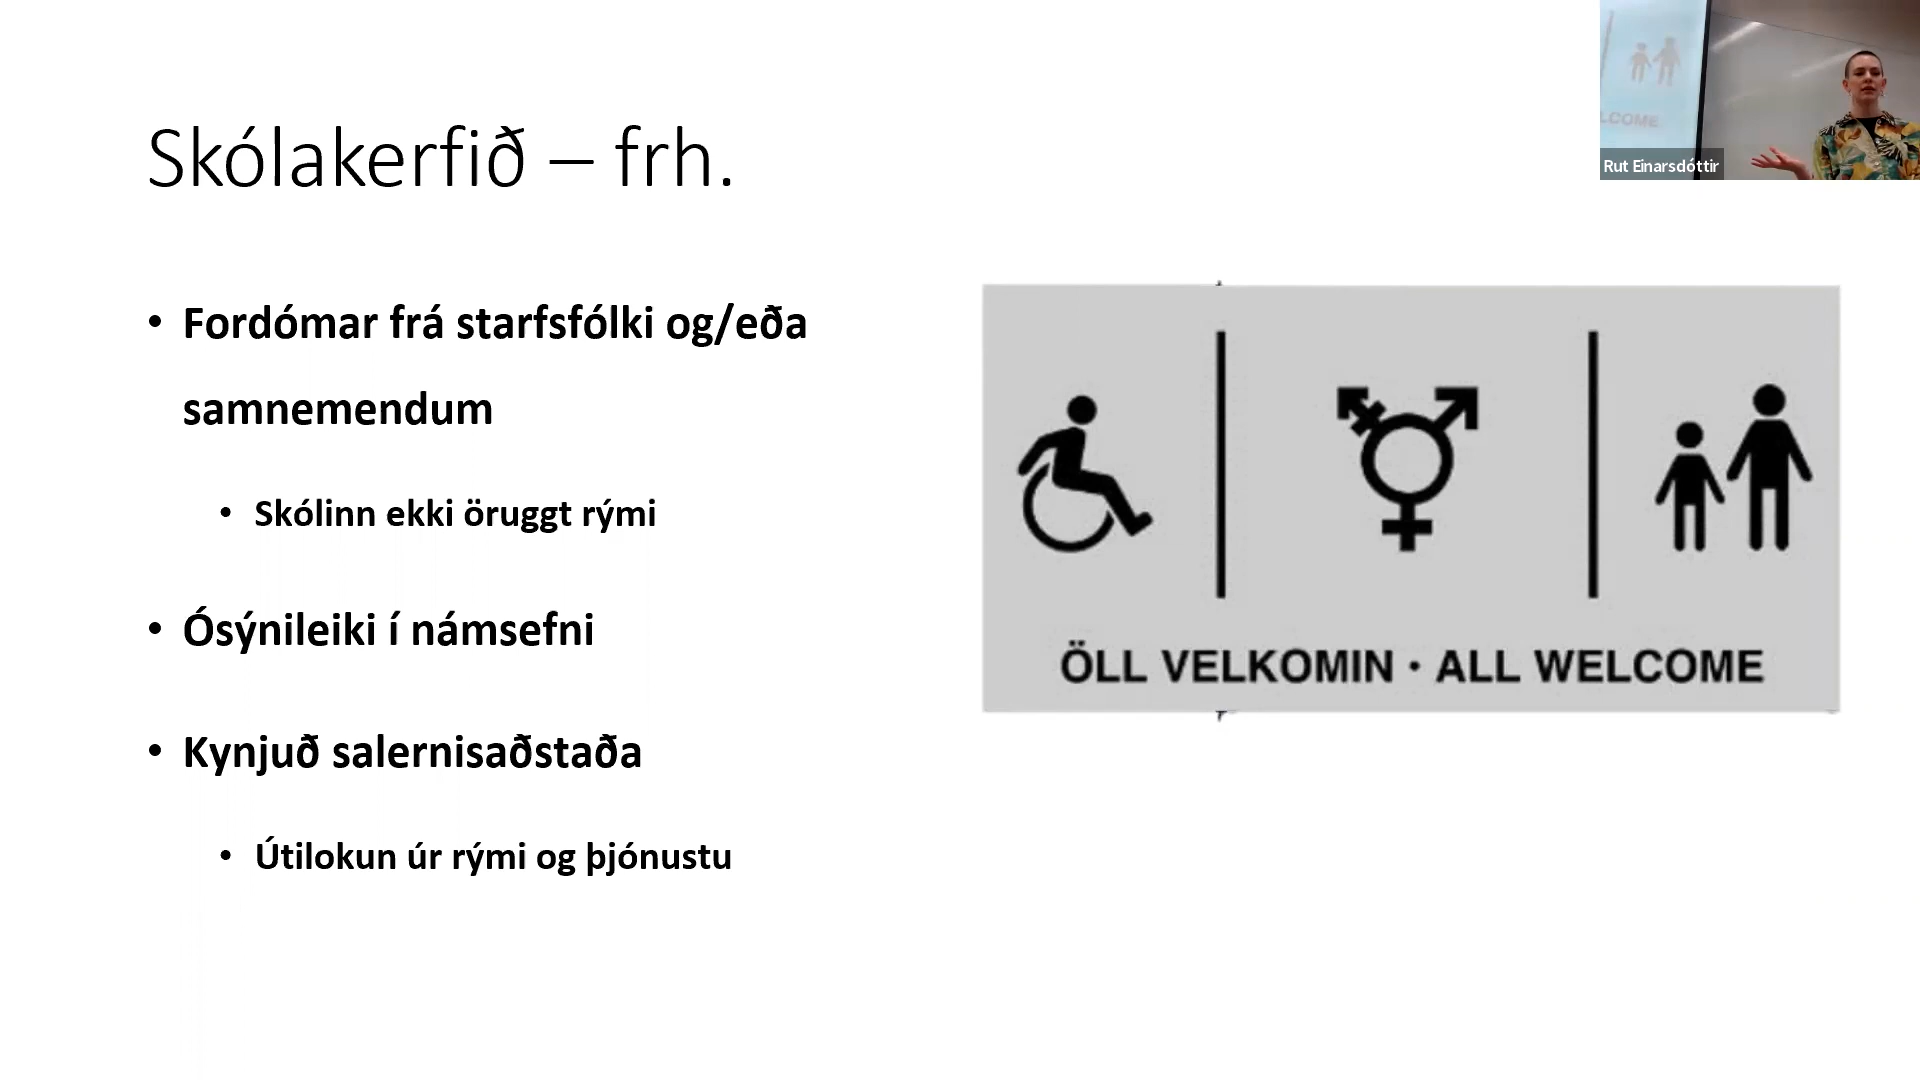 Skólakerfið – frh.
• Fordómar frá starfsfólki og/eða
samnemendum
• Skólinn ekki öruggt rými
• Ósýnileiki í námsefni
• Kynjuð salernisaðstaða
• Útilokun úr rými og þjónustu
ÖLL VELKOMIN • ALL WELCOME
LCOME
Rut Einarsdóttir